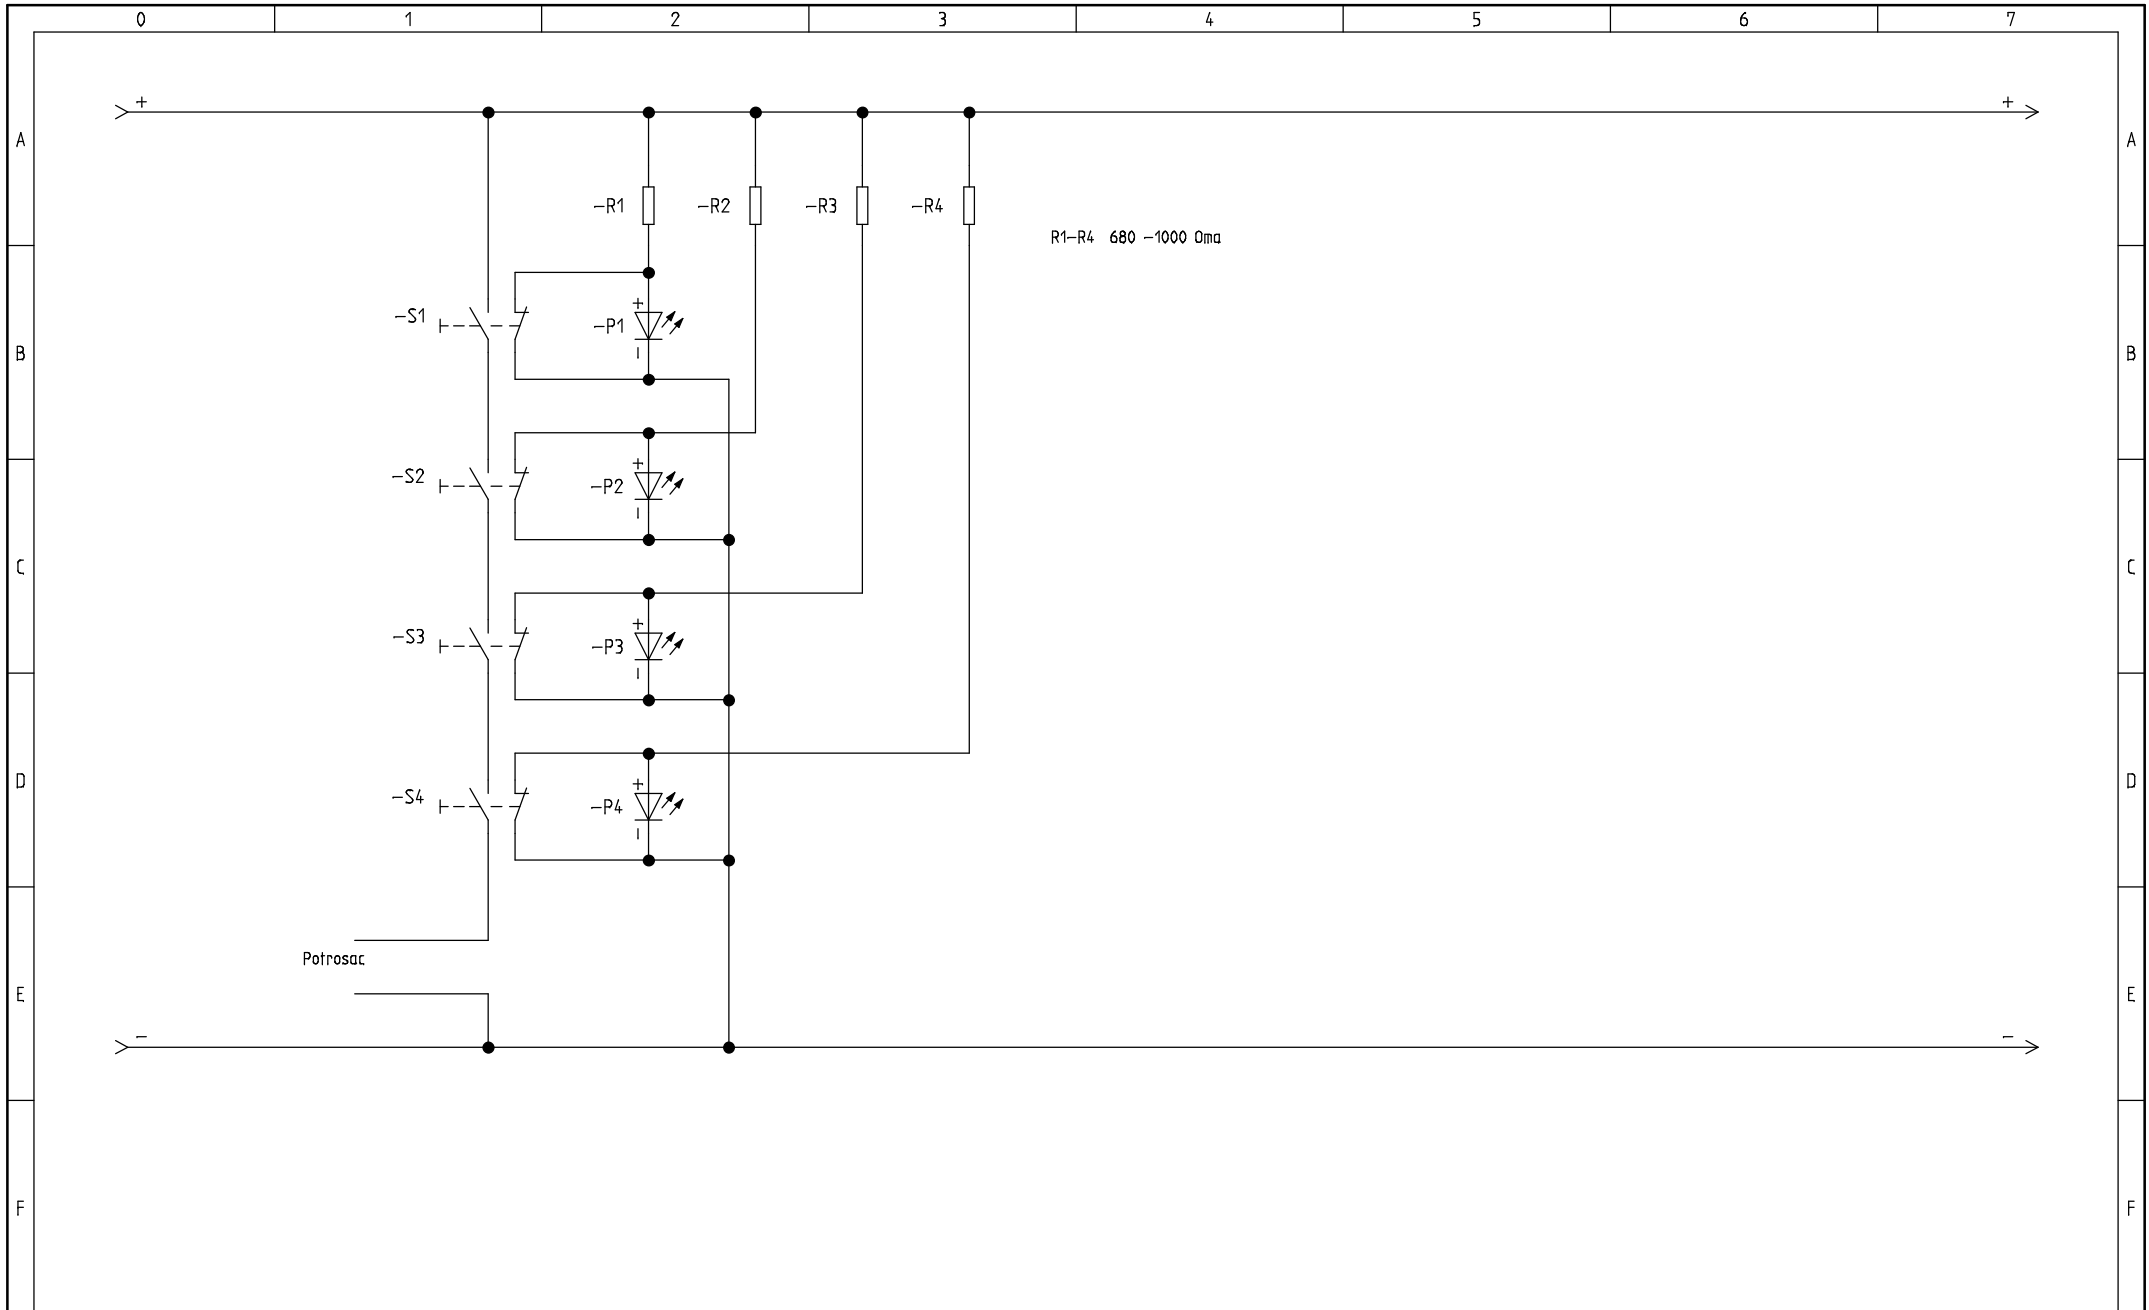 0 1 2 3 4 5 6 7
+ +
A A
-R1 -R2 -R3 -R4
R1-R4 680 -1000 Oma
+
-S1 -P1
-
B B
+
-S2 -P2
-
C C
+
-S3 -P3
-
D D
+
-S4 -P4
-
Potrosac
E E
- -
F F